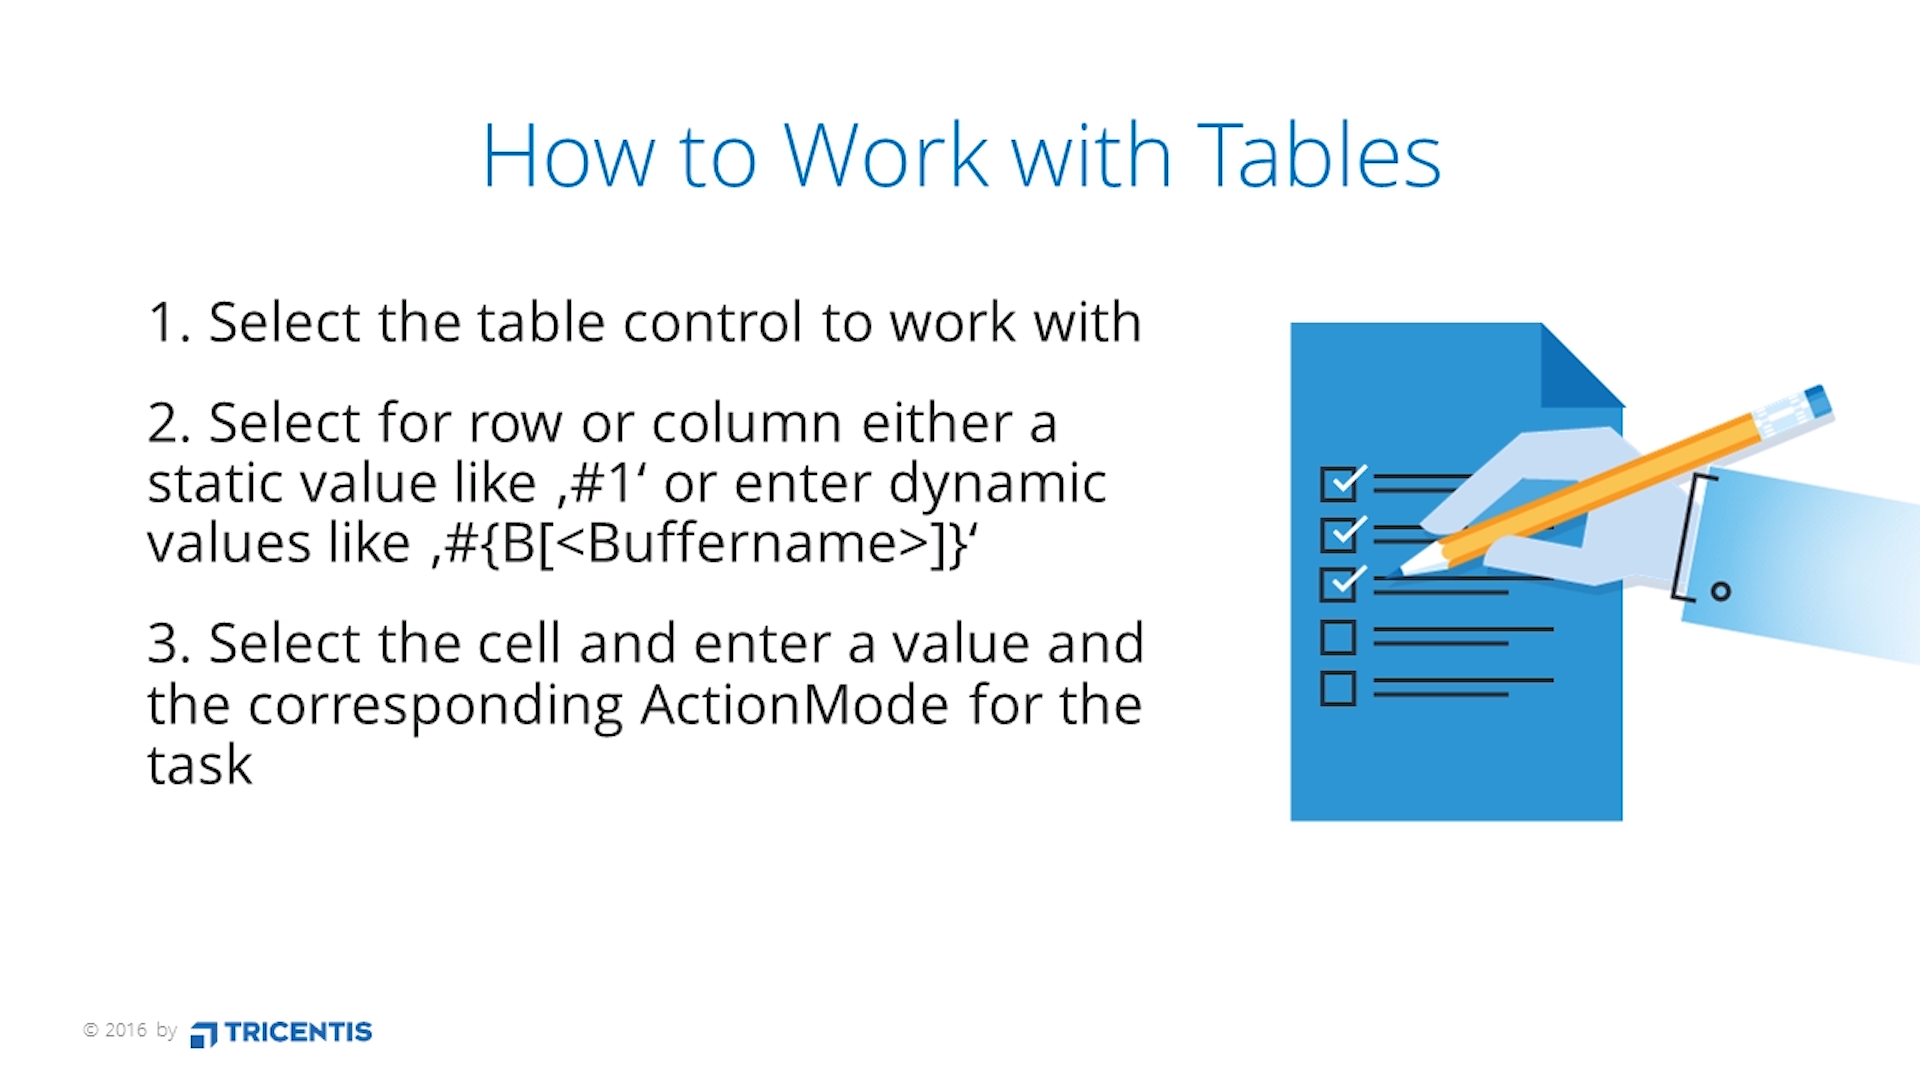 How to Work with Tables
1. Select the table control to work with
2. Select for row or column either a
static value like ‚#1‘ or enter dynamic
values like ‚#{B[<Buffername>]}‘
3. Select the cell and enter a value and
the corresponding ActionMode for the
task
© 2016 by TRICENTIS